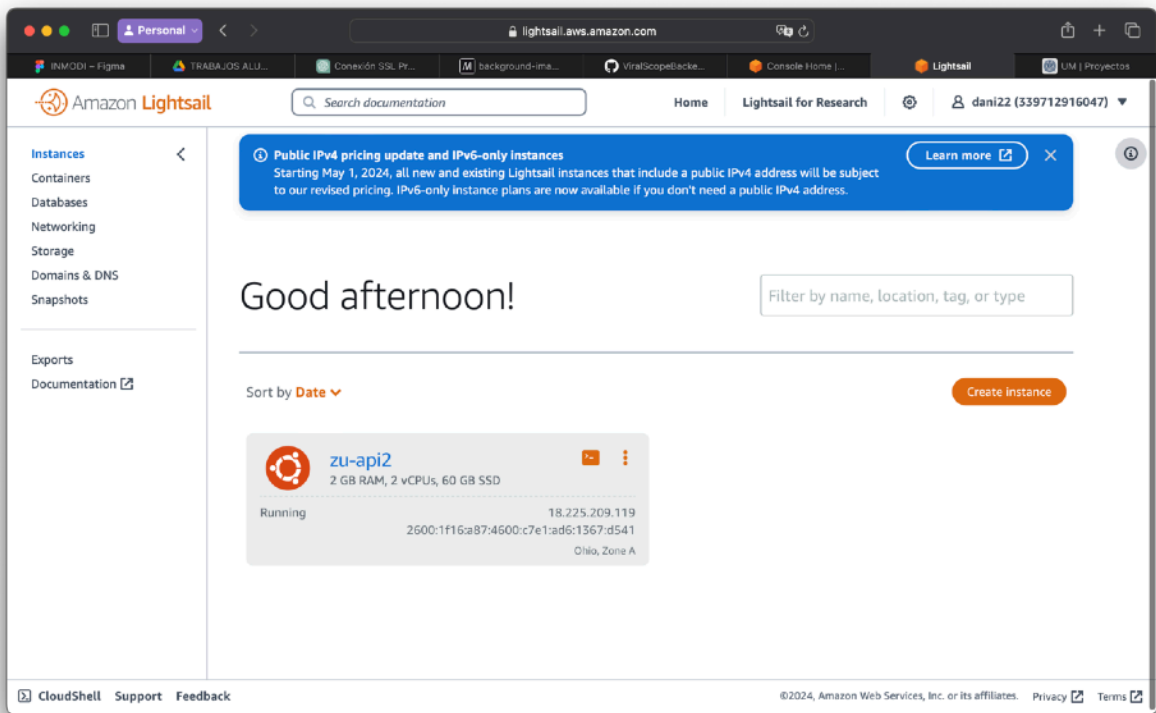 Personal
lightsail.aws.amazon.com
INMODI – Figma
TRABAJOS ALU...
Conexión SSL Pr...
M background-ima...
ViralScopeBacke...
Console Home |...
Lightsail
UM | Proyectos
Amazon Lightsail
Search documentation
Home
Lightsail for Research
dani22 (339712916047)
Instances
Containers
Databases
Networking
Storage
Domains & DNS
Snapshots
Exports
Documentation
Public IPv4 pricing update and IPv6-only instances
Starting May 1, 2024, all new and existing Lightsail instances that include a public IPv4 address will be subject
to our revised pricing. IPv6-only instance plans are now available if you don't need a public IPv4 address.
Learn more
Good afternoon!
Filter by name, location, tag, or type
Sort by Date
Create instance
zu-api2
2 GB RAM, 2 vCPUs, 60 GB SSD
Running
18.225.209.119
2600:1f16:a87:4600:c7e1:ad6:1367:d541
Ohio, Zone A
CloudShell Support Feedback
©2024, Amazon Web Services, Inc. or its affiliates. Privacy Terms